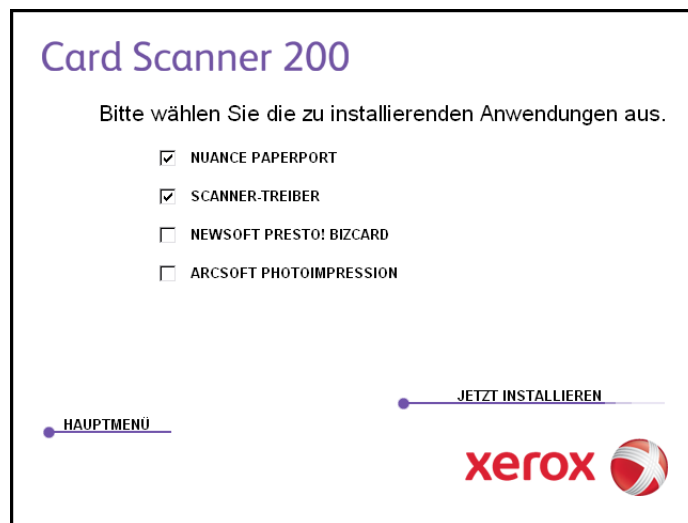 Card Scanner 200
Bitte wählen Sie die zu installierenden Anwendungen aus.
NUANCE PAPERPORT
SCANNER-TREIBER
NEWSOFT PRESTO! BIZCARD
ARCSOFT PHOTOIMPRESSION
JETZT INSTALLIEREN
HAUPTMENÜ
xerox